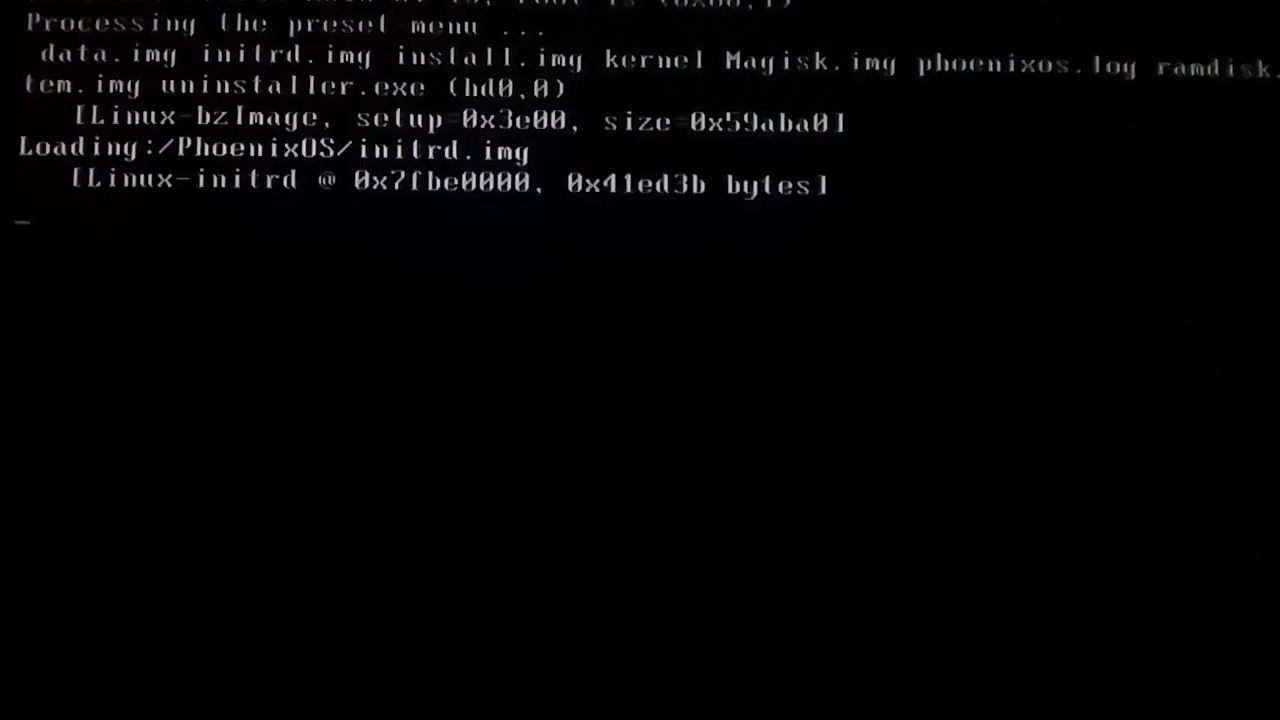 Processing the preset menu ...
data.img initrd.img install.img kernel Magisk.img phoenixos.log ramdisk.
tem.img uninstaller.exe (hd0,0)
[Linux-bzImage, setup=0x3e00, size=0x59aba0]
Loading:/PhoenixOS/initrd.img
[Linux-initrd @ 0x7fbe0000, 0x41ed3b bytes]
_